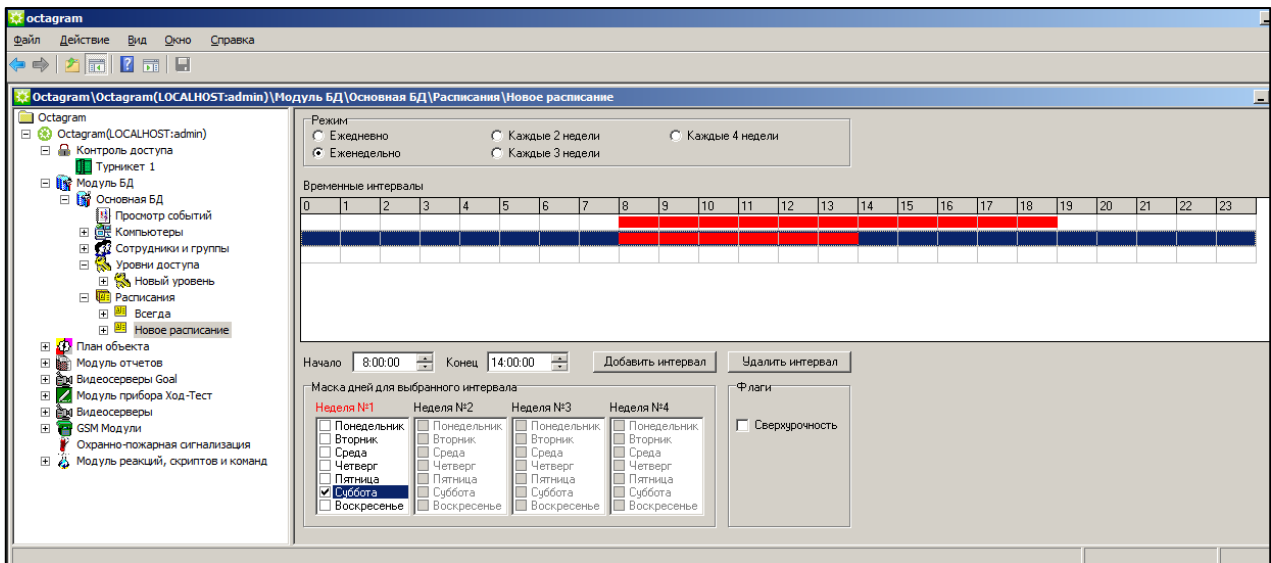 octagram
Файл Действие Вид Окно Справка
Octagram\Octagram(LOCALHOST:admin)\Модуль БД\Основная БД\Расписания\Новое расписание
Octagram
Octagram(LOCALHOST:admin)
Контроль доступа
Турникет 1
Модуль БД
Основная БД
Просмотр событий
Компьютеры
Сотрудники и группы
Уровни доступа
Новый уровень
Расписания
Всегда
Новое расписание
План объекта
Модуль отчетов
Видеосерверы Goal
Модуль прибора Ход-Тест
Видеосерверы
GSM Модули
Охранно-пожарная сигнализация
Модуль реакций, скриптов и команд
Режим
Ежедневно Каждые 2 недели Каждые 4 недели
Еженедельно Каждые 3 недели
Временные интервалы
0 1 2 3 4 5 6 7 8 9 10 11 12 13 14 15 16 17 18 19 20 21 22 23
Начало 8:00:00 Конец 14:00:00 Добавить интервал Удалить интервал
Маска дней для выбранного интервала Флаги
Неделя №1 Неделя №2 Неделя №3 Неделя №4
Понедельник Понедельник Понедельник Понедельник Сверхурочность
Вторник Вторник Вторник Вторник
Среда Среда Среда Среда
Четверг Четверг Четверг Четверг
Пятница Пятница Пятница Пятница
Суббота Суббота Суббота Суббота
Воскресенье Воскресенье Воскресенье Воскресенье